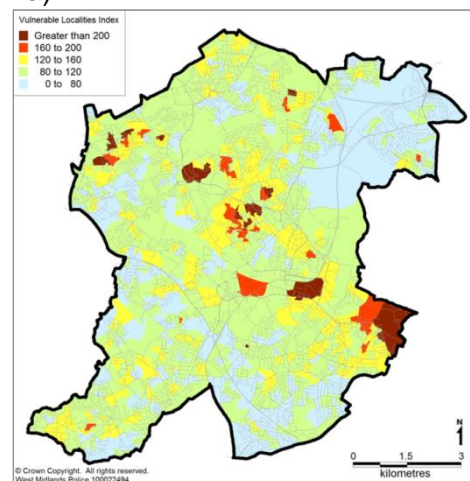 Vulnerable Localities Index
Greater than 200
160 to 200
120 to 160
80 to 120
0 to 80
N
0 1.5 3
kilometres
© Crown Copyright. All rights reserved.
West Midlands Police 100022494